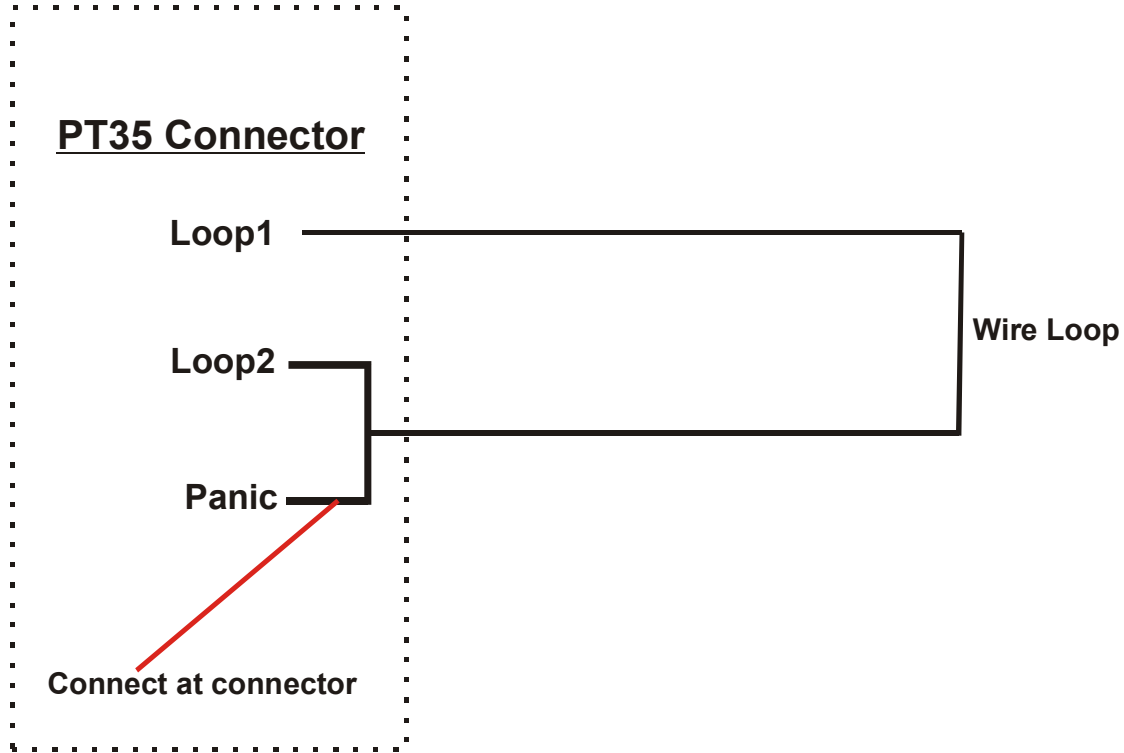 PT35 Connector
Loop1
Wire Loop
Loop2
Panic
Connect at connector